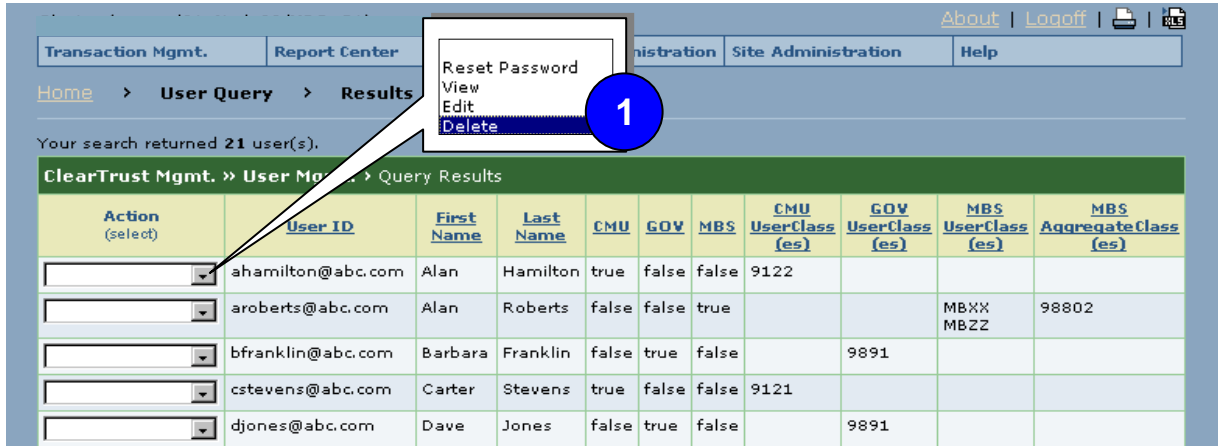 About | Logoff | |
Transaction Mgmt. Report Center nistration Site Administration Help
Reset Password
View
Edit
Delete
1
Home > User Query > Results
Your search returned 21 user(s).
ClearTrust Mgmt. » User Mgmt. > Query Results
Action (select) User ID First Name Last Name CMU GOV MBS CMU UserClass (es) GOV UserClass (es) MBS UserClass (es) MBS AggregateClass (es)
ahamilton@abc.com Alan Hamilton true false false 9122
aroberts@abc.com Alan Roberts false false true MBXX MBZZ 98802
bfranklin@abc.com Barbara Franklin false true false 9891
cstevens@abc.com Carter Stevens true false false 9121
djones@abc.com Dave Jones false true false 9891